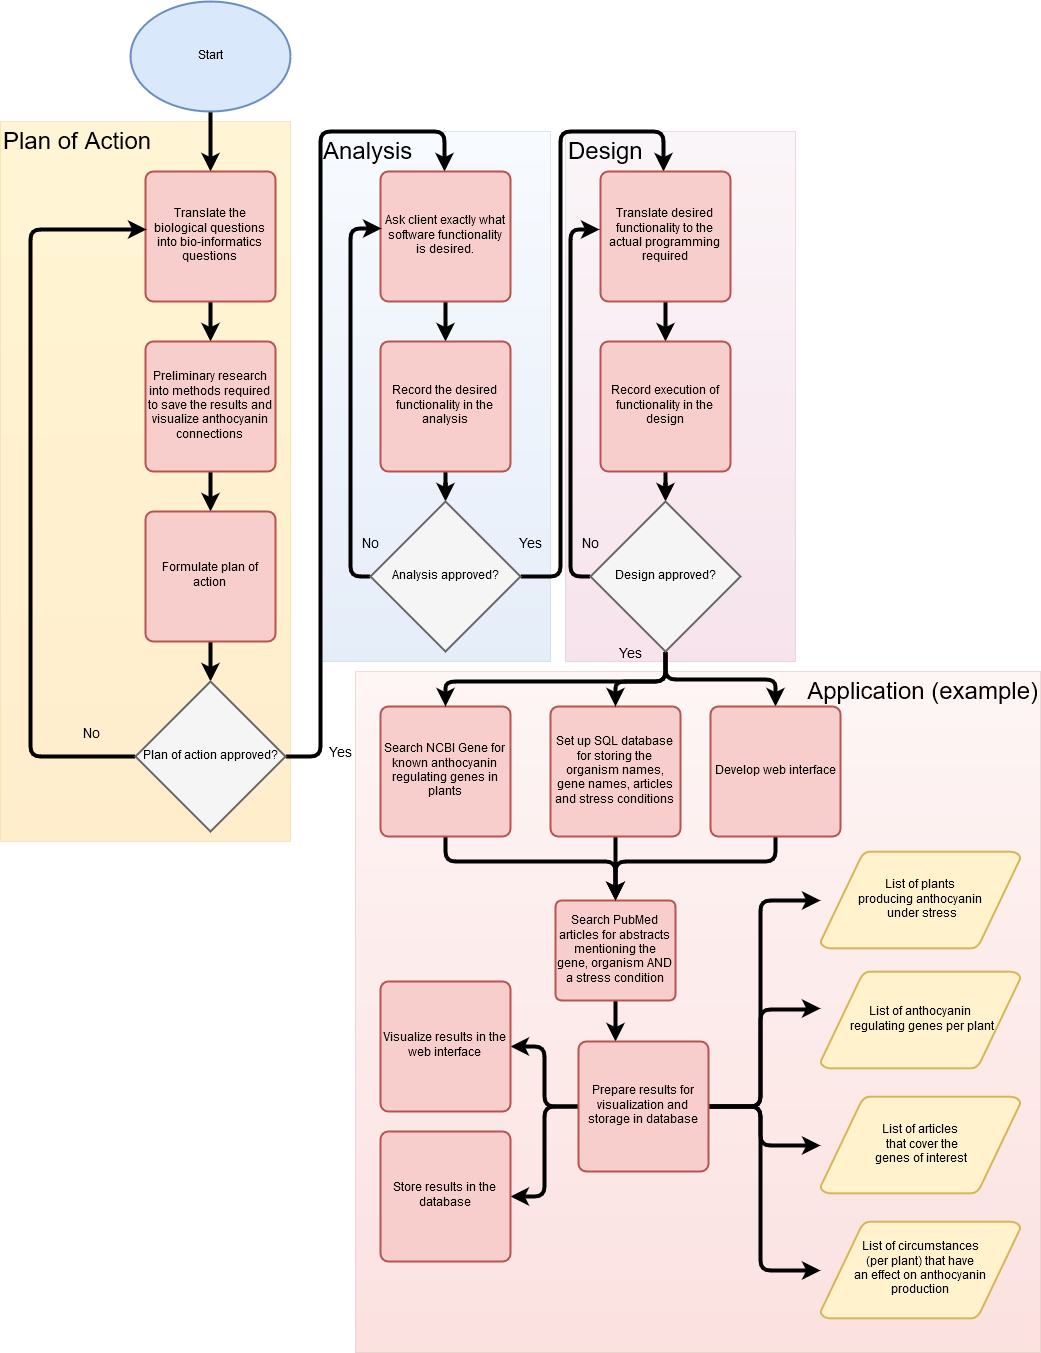 Start
Plan of Action
Translate the
biological questions
into bio-informatics
questions
Preliminary research
into methods required
to save the results and
visualize anthocyanin
connections
Formulate plan of
action
Plan of action approved?
No
Yes
Analysis
Ask client exactly what
software functionality
is desired.
Record the desired
functionality in the
analysis
Analysis approved?
No
Yes
Design
Translate desired
functionality to the
actual programming
required
Record execution of
functionality in the
design
Design approved?
No
Yes
Application (example)
Search NCBI Gene for
known anthocyanin
regulating genes in
plants
Set up SQL database
for storing the
organism names,
gene names, articles
and stress conditions
Develop web interface
Search PubMed
articles for abstracts
mentioning the
gene, organism AND
a stress condition
Prepare results for
visualization and
storage in database
Visualize results in the
web interface
Store results in the
database
List of plants
producing anthocyanin
under stress
List of anthocyanin
regulating genes per plant
List of articles
that cover the
genes of interest
List of circumstances
(per plant) that have
an effect on anthocyanin
production